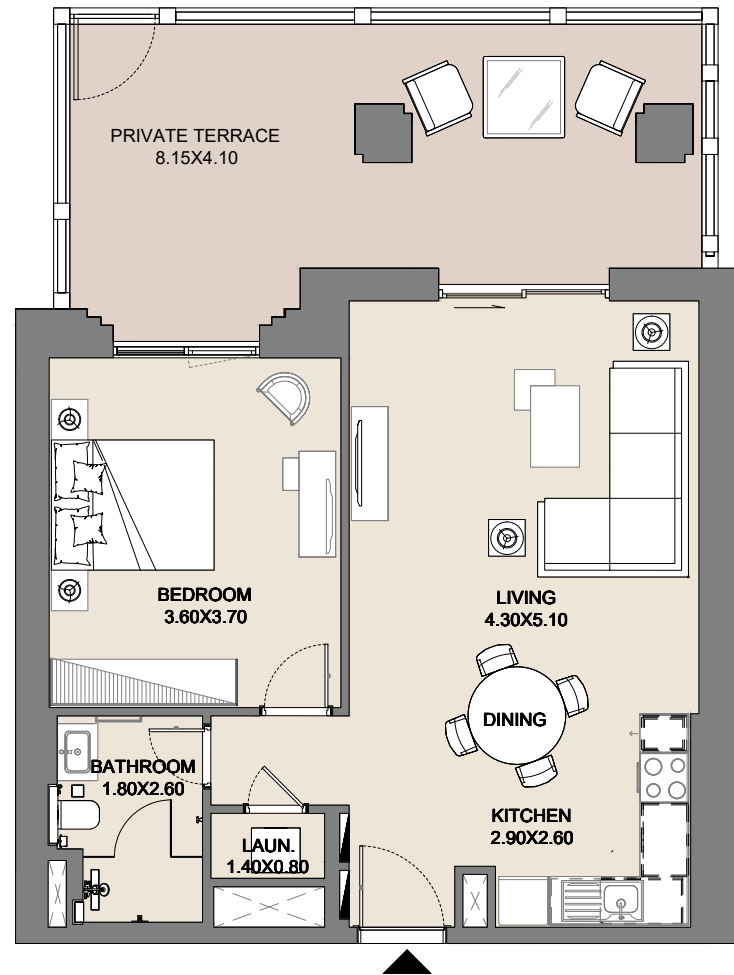 PRIVATE TERRACE
8.15X4.10
BEDROOM
3.60X3.70
LIVING
4.30X5.10
DINING
BATHROOM
1.80X2.60
KITCHEN
2.90X2.60
LAUN.
1.40X0.80